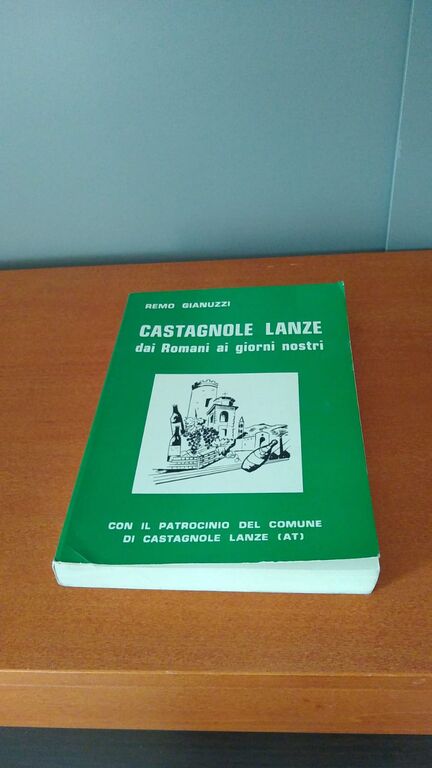 REMO GIANUZZI
CASTAGNOLE LANZE
dai Romani ai giorni nostri
CON IL PATROCINIO DEL COMUNE
DI CASTAGNOLE LANZE (AT)